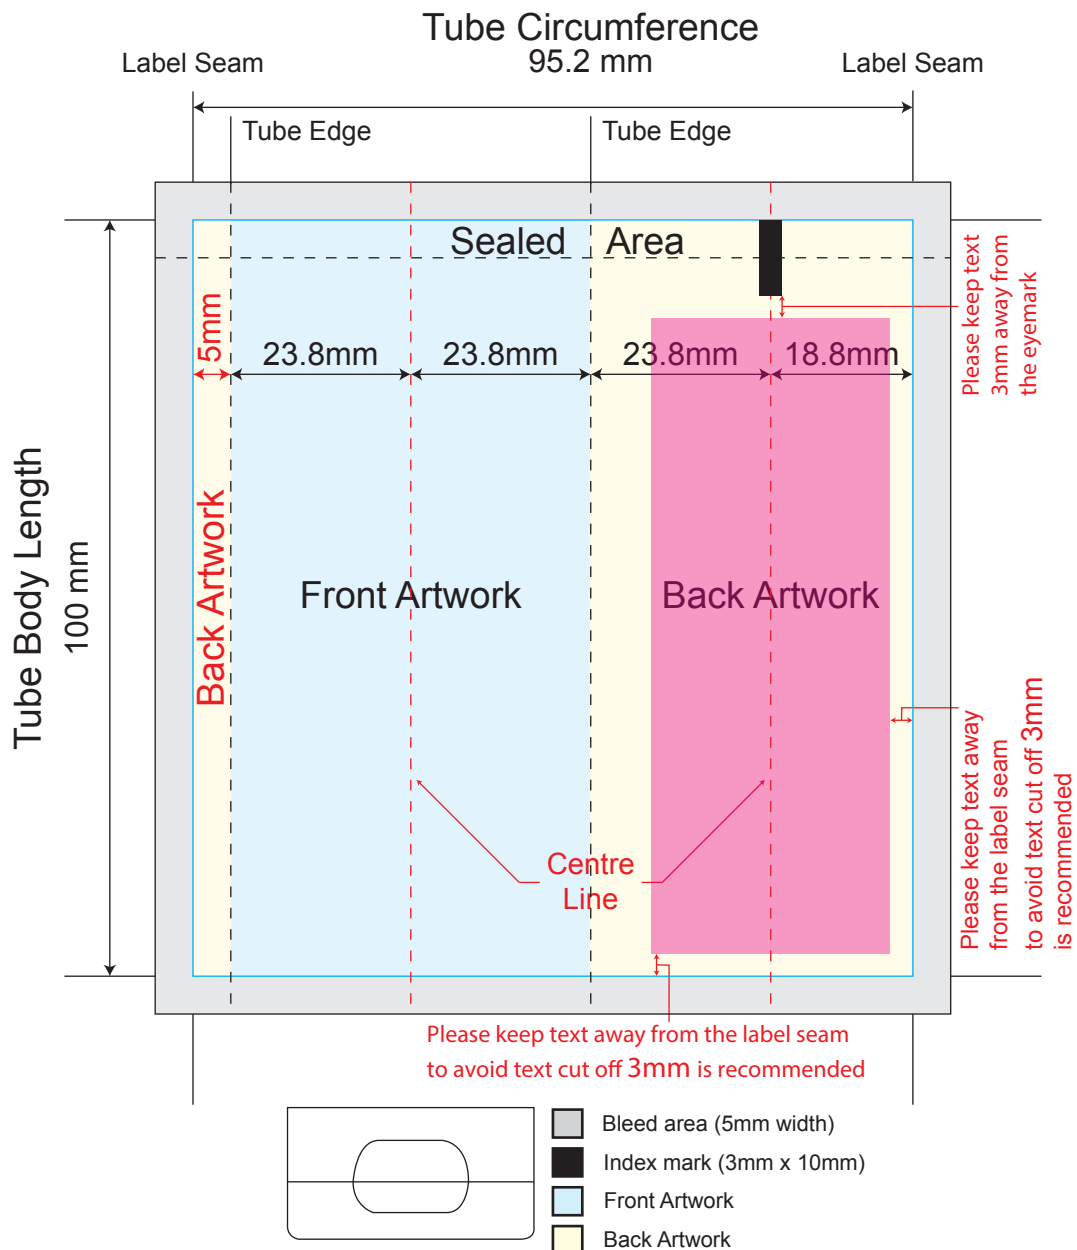 Tube Circumference
95.2 mm
Label Seam
Label Seam
Tube Edge
Tube Edge
Sealed Area
5mm
23.8mm
23.8mm
23.8mm
18.8mm
Please keep text
3mm away from
the eyemark
Tube Body Length
100 mm
Back Artwork
Front Artwork
Back Artwork
Please keep text away
from the label seam
to avoid text cut off 3mm
is recommended
Centre
Line
Please keep text away from the label seam
to avoid text cut off 3mm is recommended
Bleed area (5mm width)
Index mark (3mm x 10mm)
Front Artwork
Back Artwork